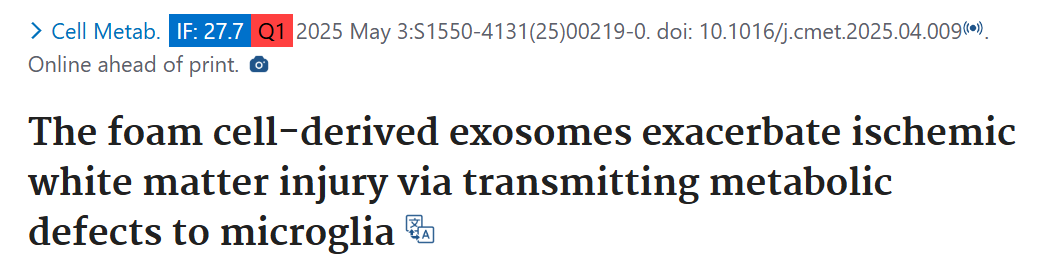 Cell Metab. IF: 27.7 Q1 2025 May 3:S1550-4131(25)00219-0. doi: 10.1016/j.cmet.2025.04.009.
Online ahead of print.
The foam cell-derived exosomes exacerbate ischemic
white matter injury via transmitting metabolic
defects to microglia